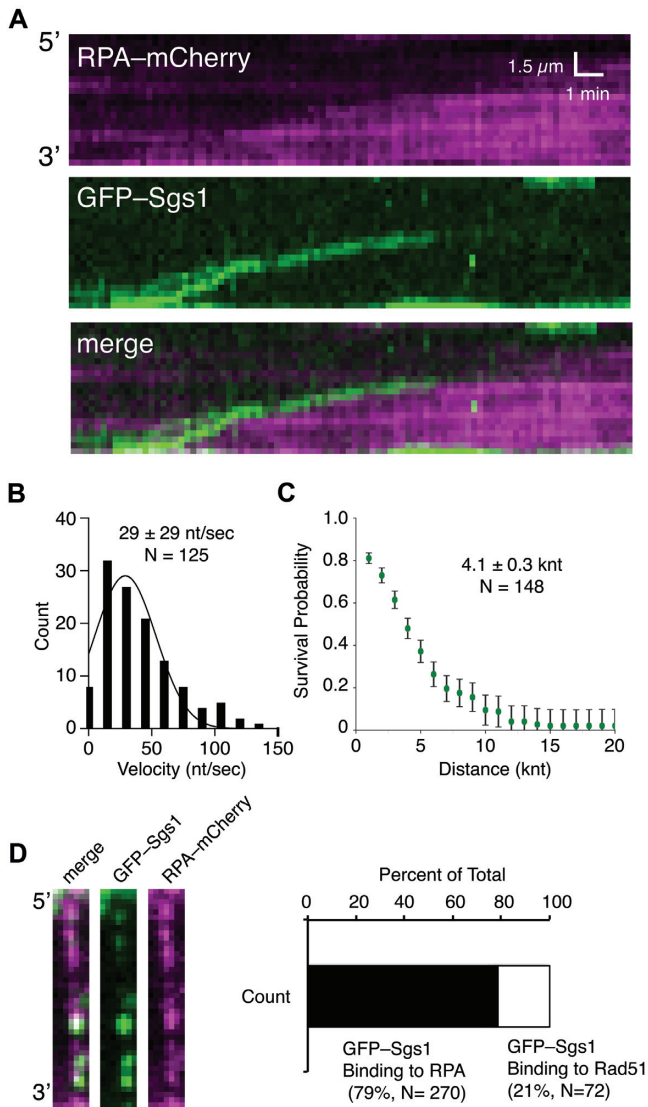 A
5’
RPA–mCherry
1.5 µm
1 min
3’
GFP–Sgs1
merge
B
40
30
20
10
0
Count
29 ± 29 nt/sec
N = 125
0
50
100
150
Velocity (nt/sec)
C
1.0
0.8
0.6
0.4
0.2
0
Survival Probability
4.1 ± 0.3 knt
N = 148
0
5
10
15
20
Distance (knt)
D
merge
GFP–Sgs1
RPA–mCherry
5’
3’
Percent of Total
0 20 40 60 80 100
Count
GFP–Sgs1
Binding to RPA
(79%, N= 270)
GFP–Sgs1
Binding to Rad51
(21%, N=72)